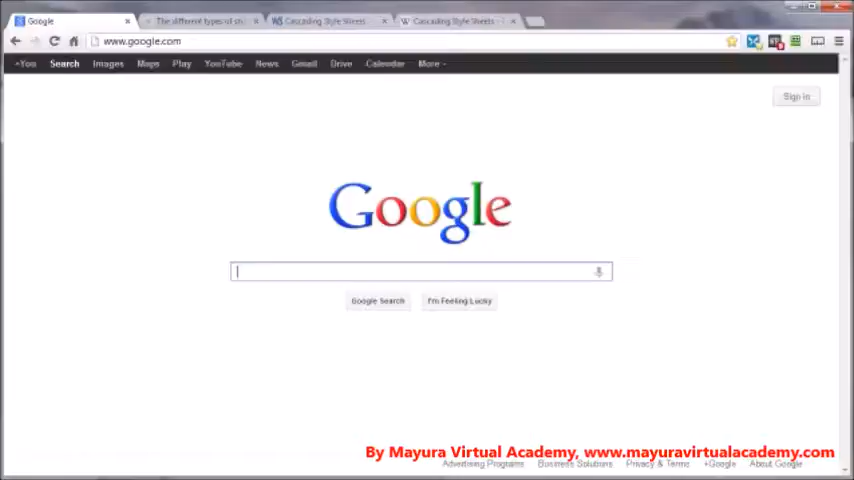 Google
The different types of st
Cascading Style Sheets
Cascading Style Sheets -
www.google.com
+You Search Images Maps Play YouTube News Gmail Drive Calendar More
Sign in
Google
Google Search I'm Feeling Lucky
By Mayura Virtual Academy, www.mayuravirtualacademy.com
Advertising Programs Business Solutions Privacy & Terms +Google About Google